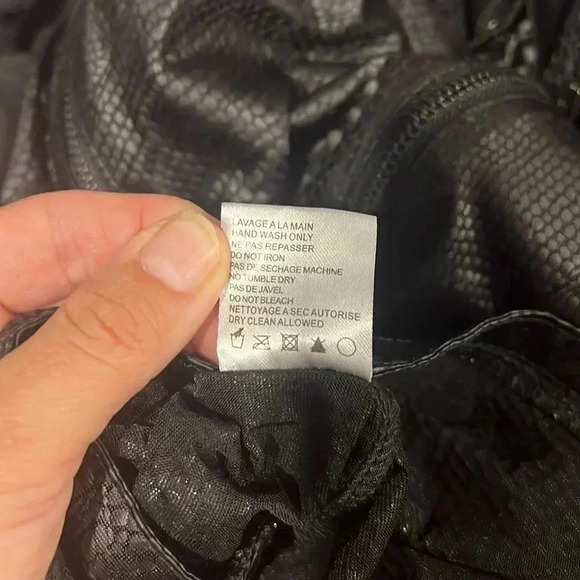 LAVAGE A LA MAIN
HAND WASH ONLY
NE PAS REPASSER
DO NOT IRON
PAS DE SECHAGE MACHINE
NO TUMBLE DRY
PAS DE JAVEL
DO NOT BLEACH
NETTOYAGE A SEC AUTORISE
DRY CLEAN ALLOWED